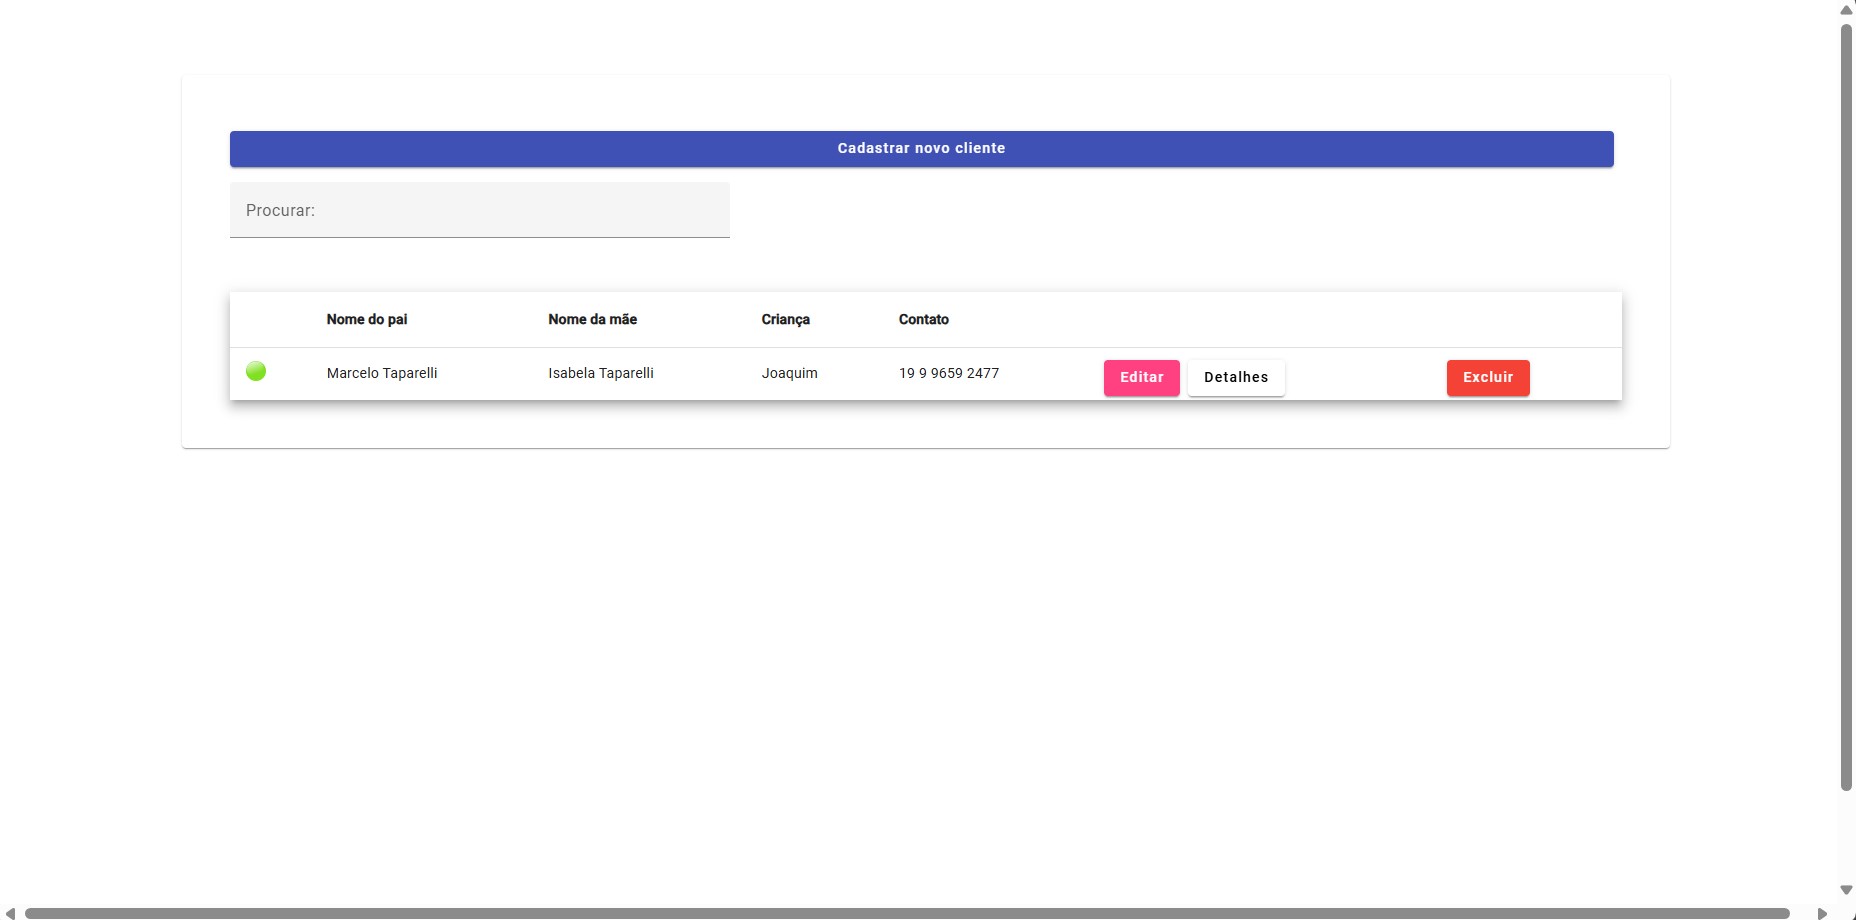 Cadastrar novo cliente
Procurar:
Nome do pai Nome da mãe Criança Contato
Marcelo Taparelli Isabela Taparelli Joaquim 19 9 9659 2477 Editar Detalhes Excluir